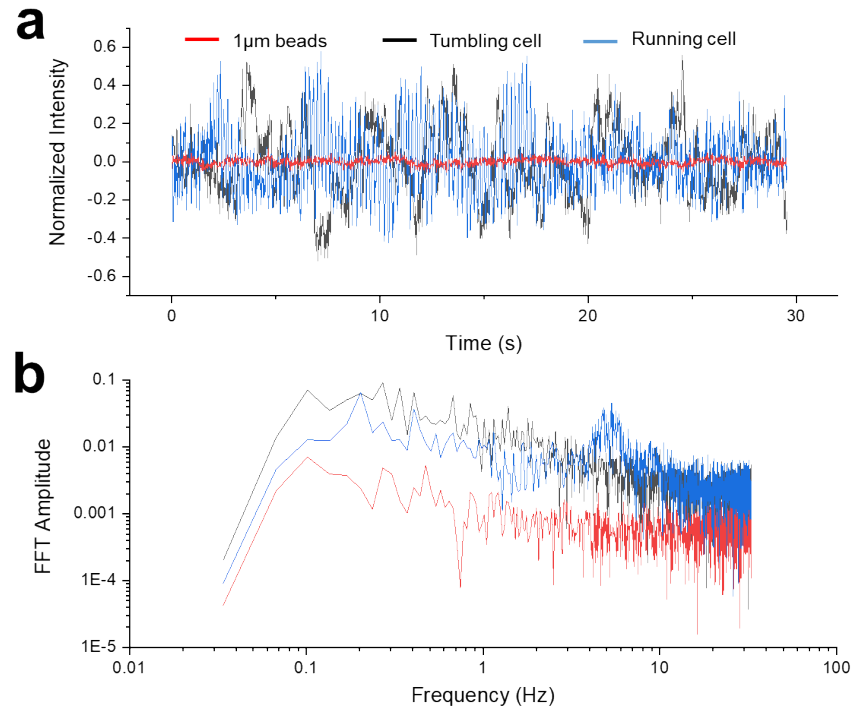 a
1µm beads Tumbling cell Running cell
Normalized Intensity
0.6
0.4
0.2
0.0
-0.2
-0.4
-0.6
0 10 20 30
Time (s)
b
FFT Amplitude
0.1
0.01
0.001
1E-4
1E-5
0.01 0.1 1 10 100
Frequency (Hz)